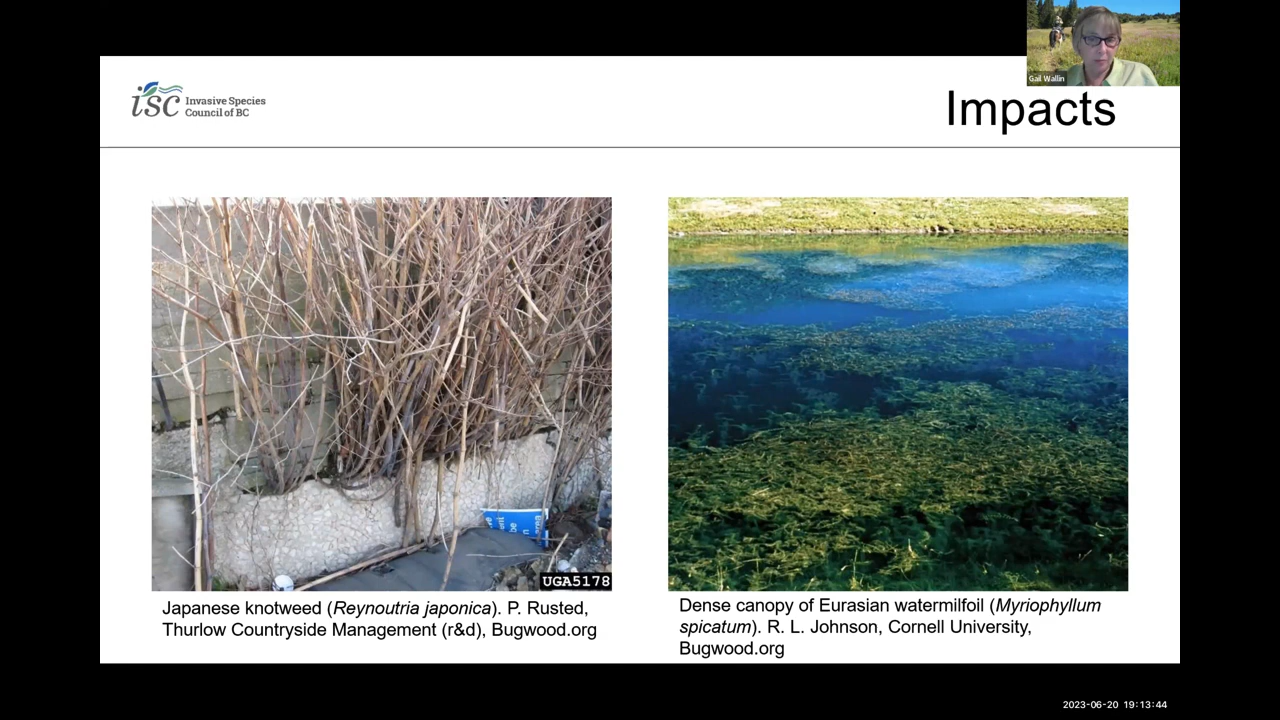 Gail Wallin
isc Invasive Species
Council of BC
Impacts
UGA5178
Japanese knotweed (Reynoutria japonica). P. Rusted,
Thurlow Countryside Management (r&d), Bugwood.org
Dense canopy of Eurasian watermilfoil (Myriophyllum
spicatum). R. L. Johnson, Cornell University,
Bugwood.org
2023-06-20 19:13:44